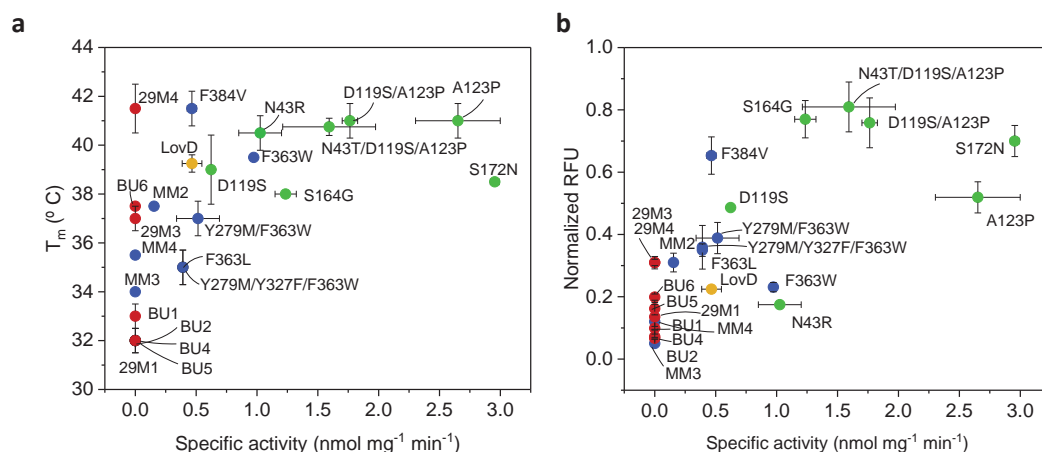 a
T_m (º C)
42
40
38
36
34
32
30
29M4
F384V
N43R
D119S/A123P
A123P
LovD
F363W
N43T/D119S/A123P
BU6
MM2
D119S
S164G
S172N
29M3
Y279M/F363W
MM4
F363L
MM3
Y279M/Y327F/F363W
BU1
BU2
BU4
29M1
BU5
0.0 0.5 1.0 1.5 2.0 2.5 3.0
Specific activity (nmol mg⁻¹ min⁻¹)
b
Normalized RFU
1.0
0.8
0.6
0.4
0.2
0.0
N43T/D119S/A123P
S164G
D119S/A123P
F384V
S172N
D119S
A123P
29M3
Y279M/F363W
29M4
MM2
Y279M/Y327F/F363W
F363L
BU6
LovD
F363W
BU5
29M1
N43R
BU1
MM4
BU4
BU2
MM3
0.0 0.5 1.0 1.5 2.0 2.5 3.0
Specific activity (nmol mg⁻¹ min⁻¹)